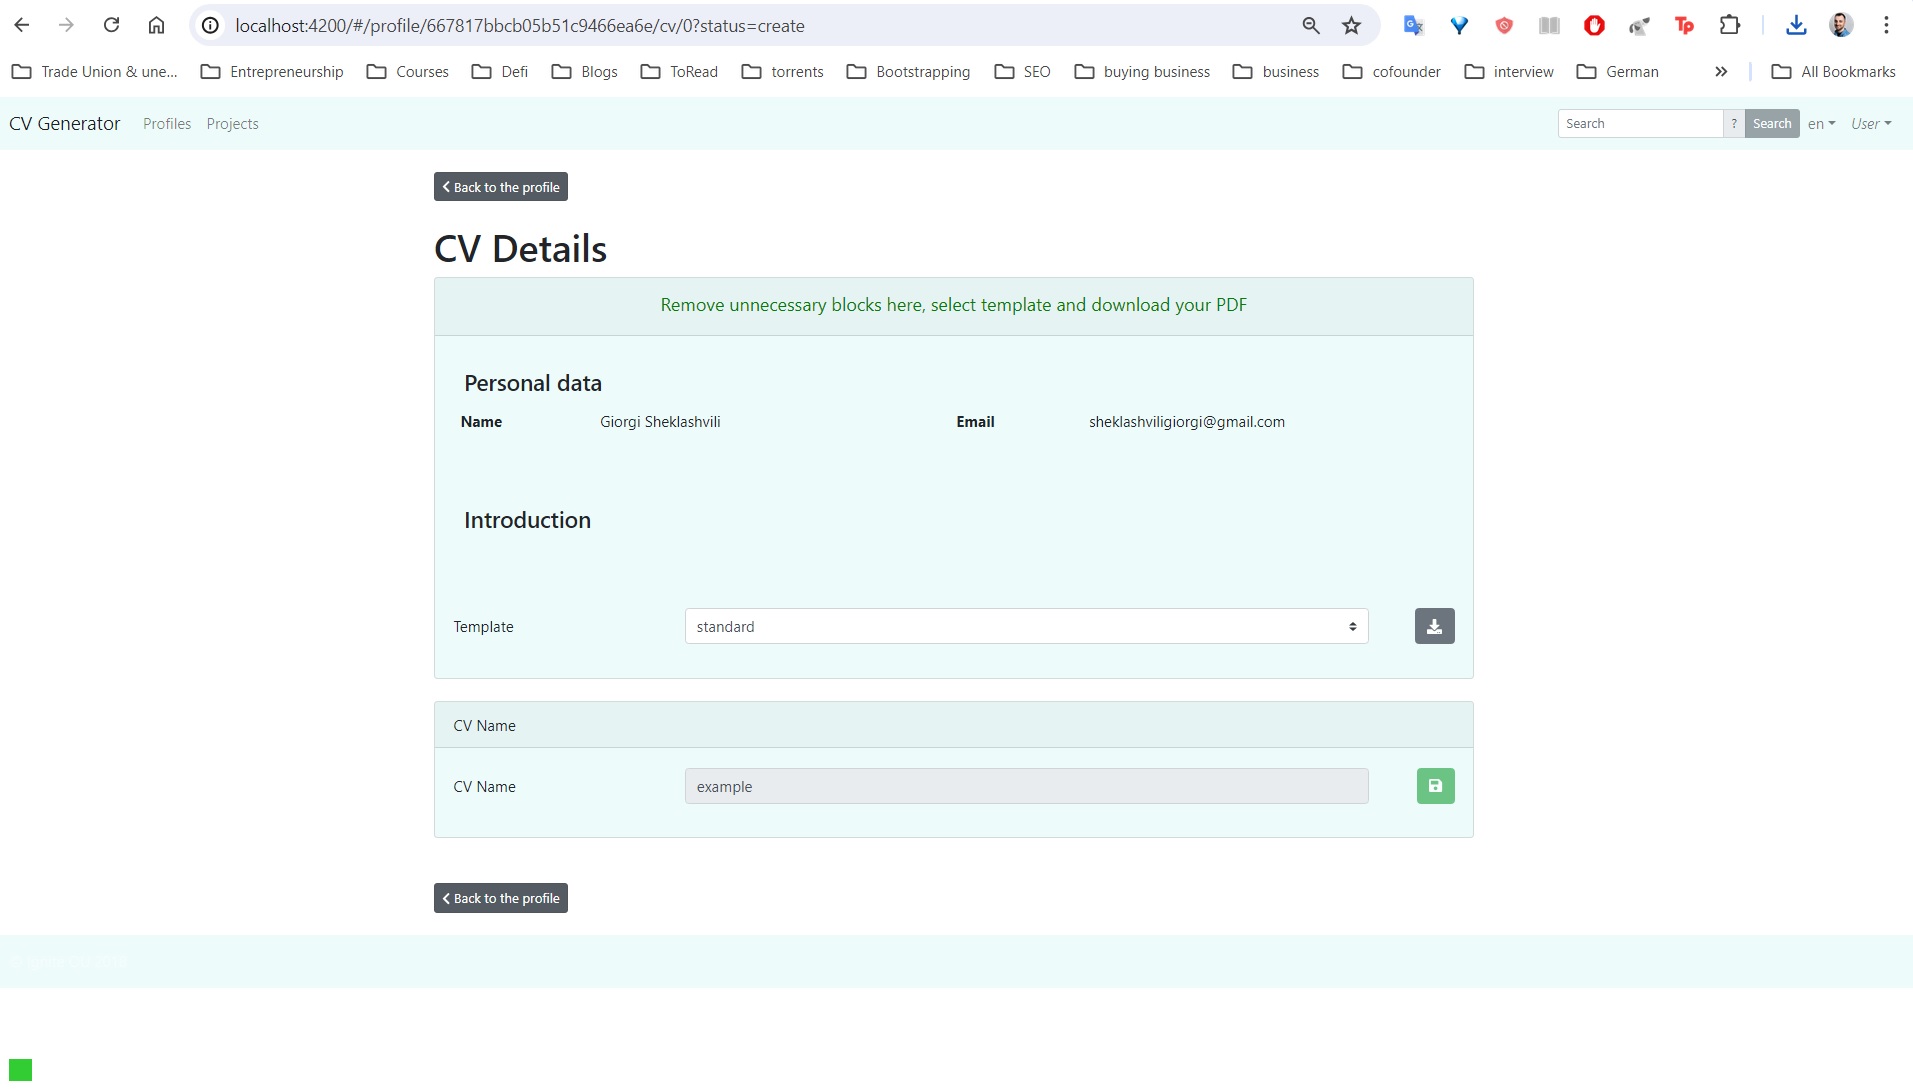 localhost:4200/#/profile/667817bbcb05b51c9466ea6e/cv/0?status=create
Trade Union & une... Entrepreneurship Courses Defi Blogs ToRead torrents Bootstrapping SEO buying business business cofounder interview German » All Bookmarks
CV Generator Profiles Projects Search ? Search en User
Back to the profile
CV Details
Remove unnecessary blocks here, select template and download your PDF
Personal data
Name Giorgi Sheklashvili Email sheklashviligiorgi@gmail.com
Introduction
Template standard
CV Name
CV Name example
Back to the profile